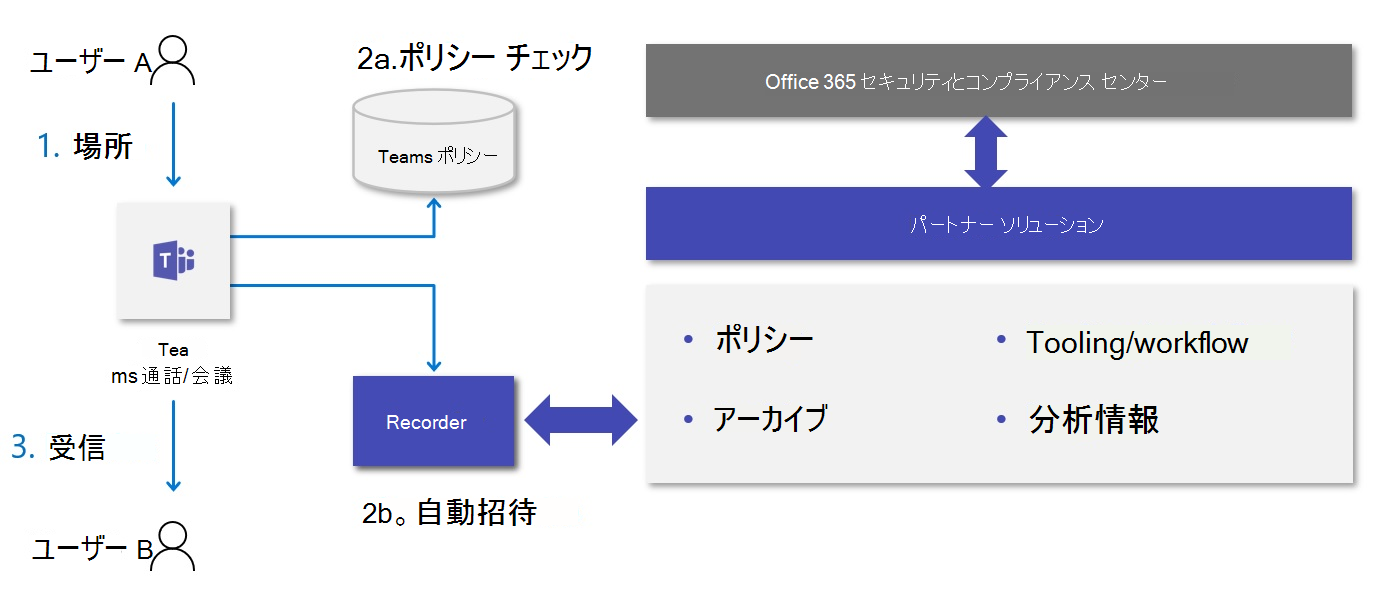 ユーザー A
1. 場所
T
Tea
ms 通話/会議
3. 受信
ユーザー B
2a.ポリシー チェック
Teams ポリシー
Recorder
2b。自動招待
Office 365 セキュリティとコンプライアンス センター
パートナー ソリューション
• ポリシー
• Tooling/workflow
• アーカイブ
• 分析情報